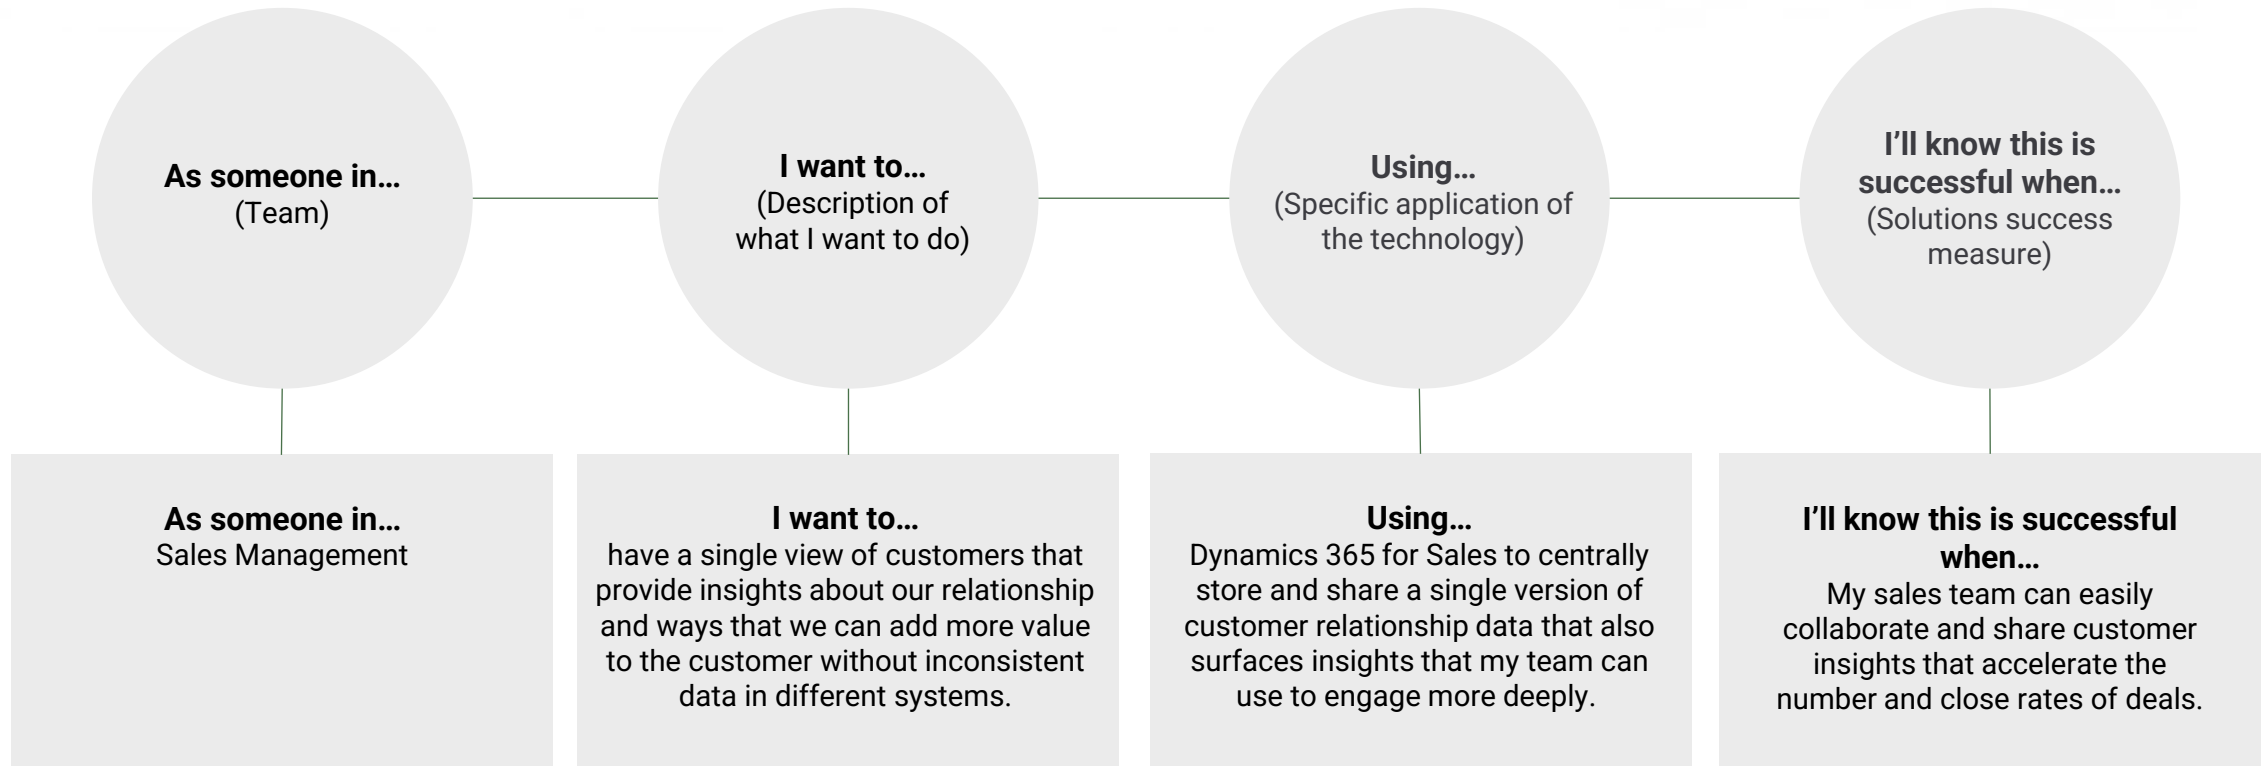 As someone in…
(Team)
I want to…
(Description of
what I want to do)
Using…
(Specific application of
the technology)
I’ll know this is
successful when…
(Solutions success
measure)
As someone in…
Sales Management
I want to…
have a single view of customers that
provide insights about our relationship
and ways that we can add more value
to the customer without inconsistent
data in different systems.
Using…
Dynamics 365 for Sales to centrally
store and share a single version of
customer relationship data that also
surfaces insights that my team can
use to engage more deeply.
I’ll know this is successful
when…
My sales team can easily
collaborate and share customer
insights that accelerate the
number and close rates of deals.